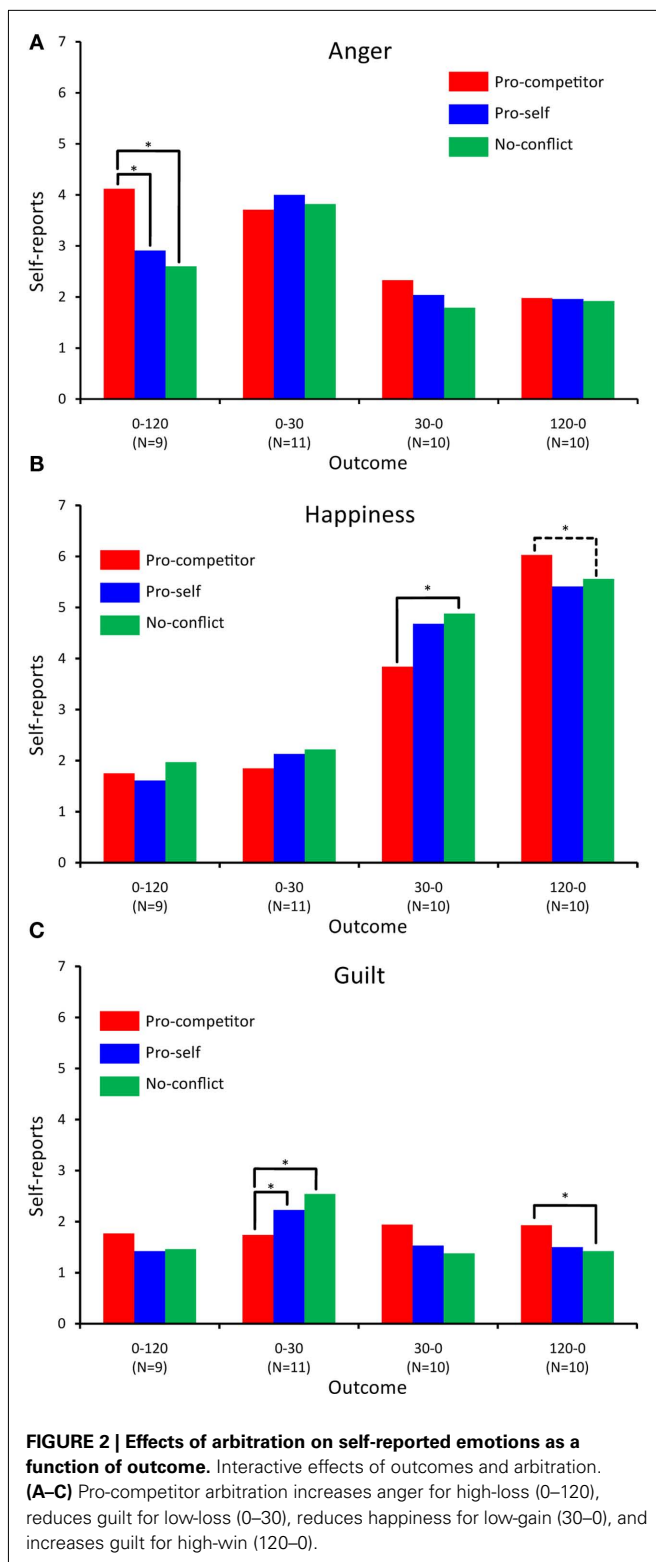 A
Anger
7
6
5
4
3
2
1
0
Self-reports
Pro-competitor
Pro-self
No-conflict
*
*
0-120 0-30 30-0 120-0
(N=9) (N=11) (N=10) (N=10)
Outcome
B
Happiness
7
6
5
4
3
2
1
0
Self-reports
Pro-competitor
Pro-self
No-conflict
*
*
0-120 0-30 30-0 120-0
(N=9) (N=11) (N=10) (N=10)
Outcome
C
Guilt
7
6
5
4
3
2
1
0
Self-reports
Pro-competitor
Pro-self
No-conflict
*
*
*
0-120 0-30 30-0 120-0
(N=9) (N=11) (N=10) (N=10)
Outcome
FIGURE 2 | Effects of arbitration on self-reported emotions as a
function of outcome. Interactive effects of outcomes and arbitration.
(A–C) Pro-competitor arbitration increases anger for high-loss (0–120),
reduces guilt for low-loss (0–30), reduces happiness for low-gain (30–0), and
increases guilt for high-win (120–0).